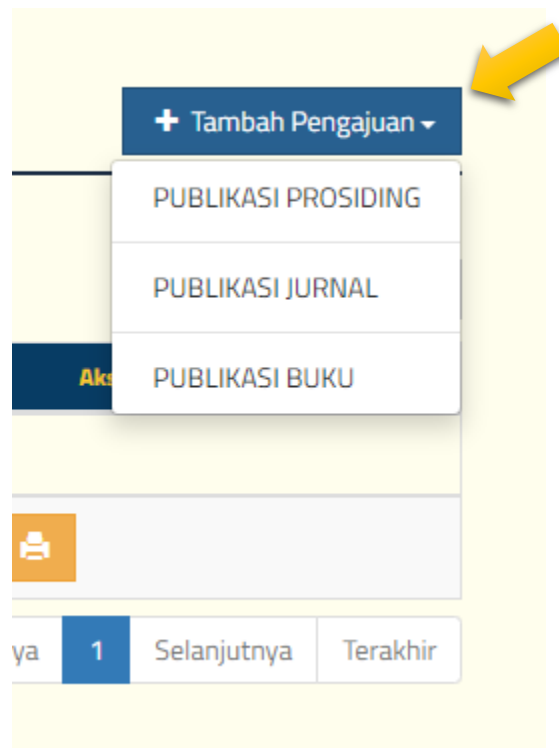 + Tambah Pengajuan
PUBLIKASI PROSIDING
PUBLIKASI JURNAL
PUBLIKASI BUKU
1 Selanjutnya Terakhir